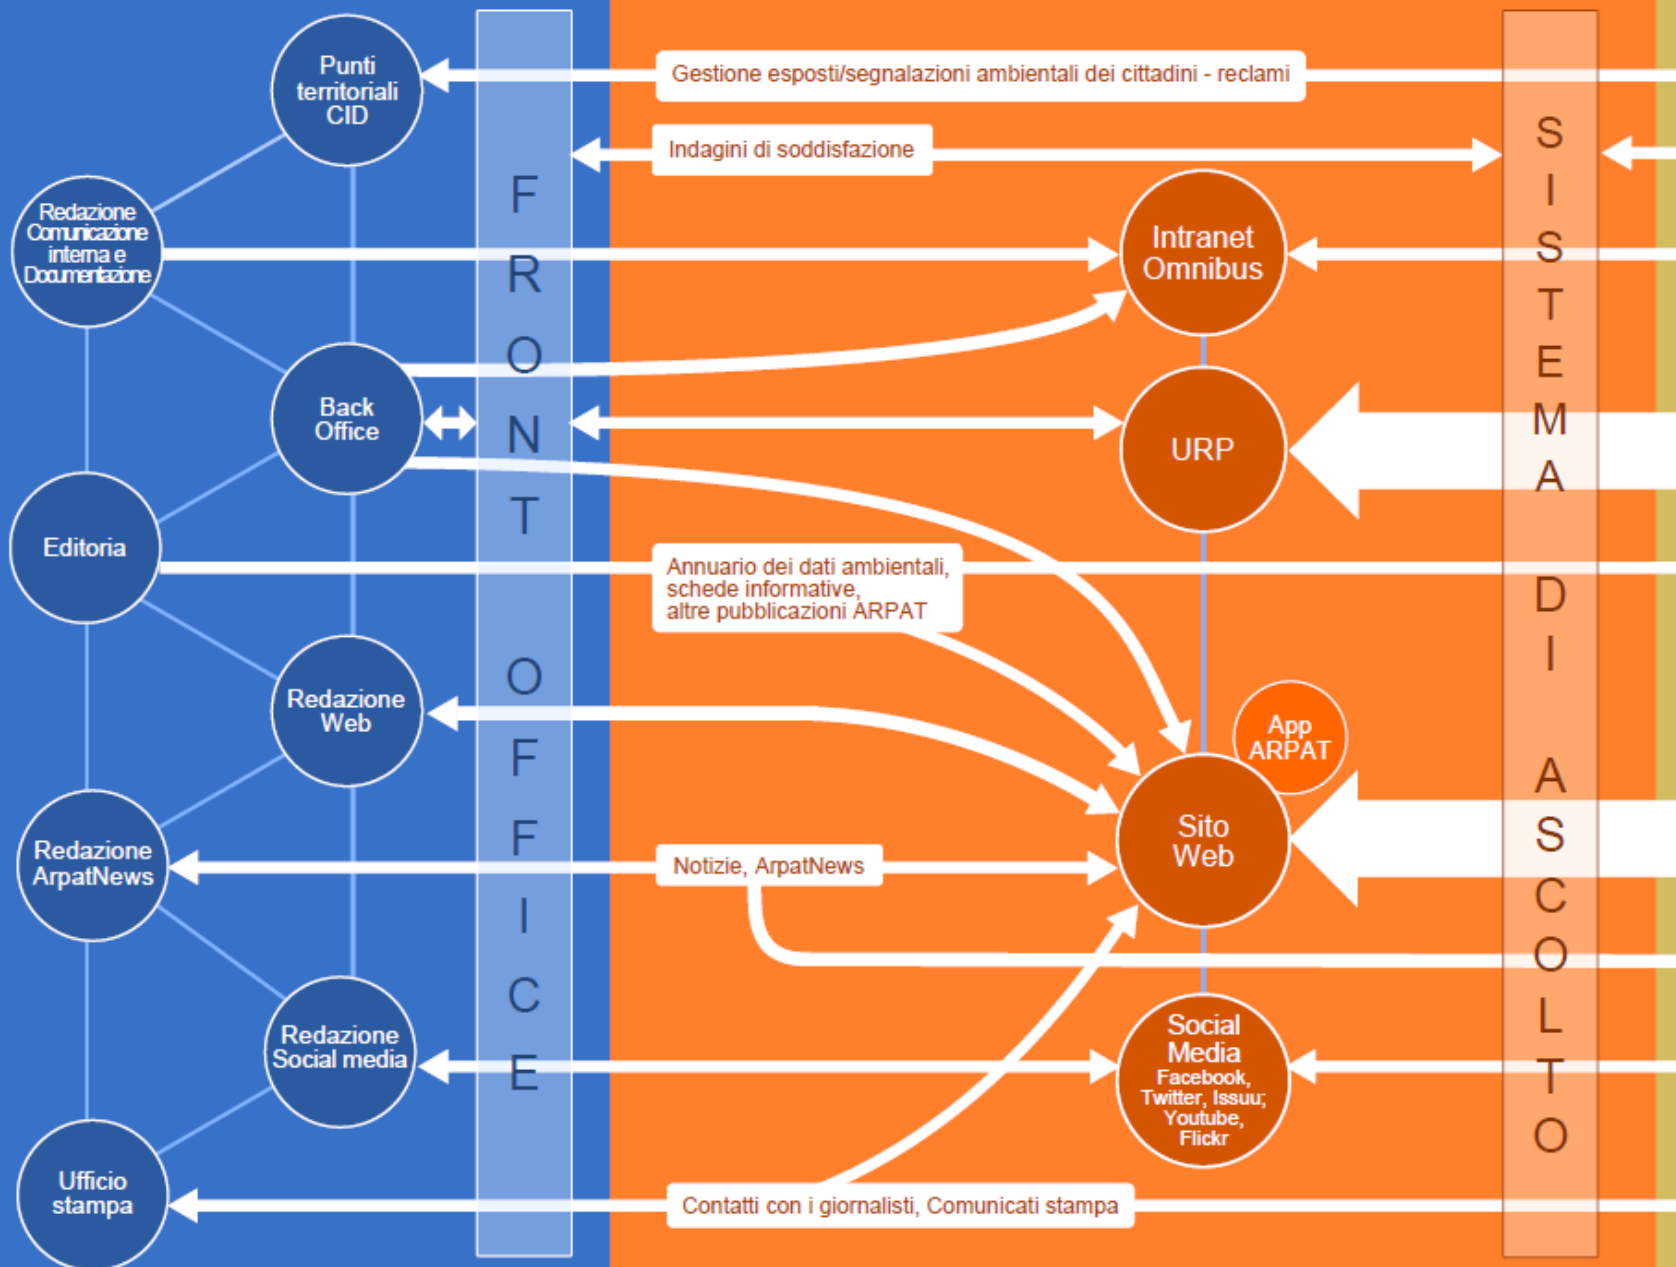 Punti
territoriali
CID
Redazione
Comunicazione
interna e
Documentazione
Back
Office
Editoria
Redazione
Web
Redazione
ArpatNews
Redazione
Social media
Ufficio
stampa
FRONT OFFICE
Gestione esposti/segnalazioni ambientali dei cittadini - reclami
Indagini di soddisfazione
Annuario dei dati ambientali,
schede informative,
altre pubblicazioni ARPAT
Notizie, ArpatNews
Contatti con i giornalisti, Comunicati stampa
Intranet
Omnibus
URP
App
ARPAT
Sito
Web
Social
Media
Facebook,
Twitter, Issuu;
Youtube,
Flickr
SISTEMA DI ASCOLTO